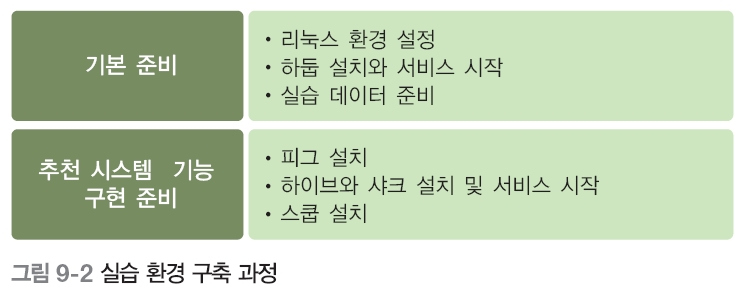 기본 준비
• 리눅스 환경 설정
• 하둡 설치와 서비스 시작
• 실습 데이터 준비
추천 시스템 기능
구현 준비
• 피그 설치
• 하이브와 샤크 설치 및 서비스 시작
• 스쿱 설치
그림 9-2 실습 환경 구축 과정